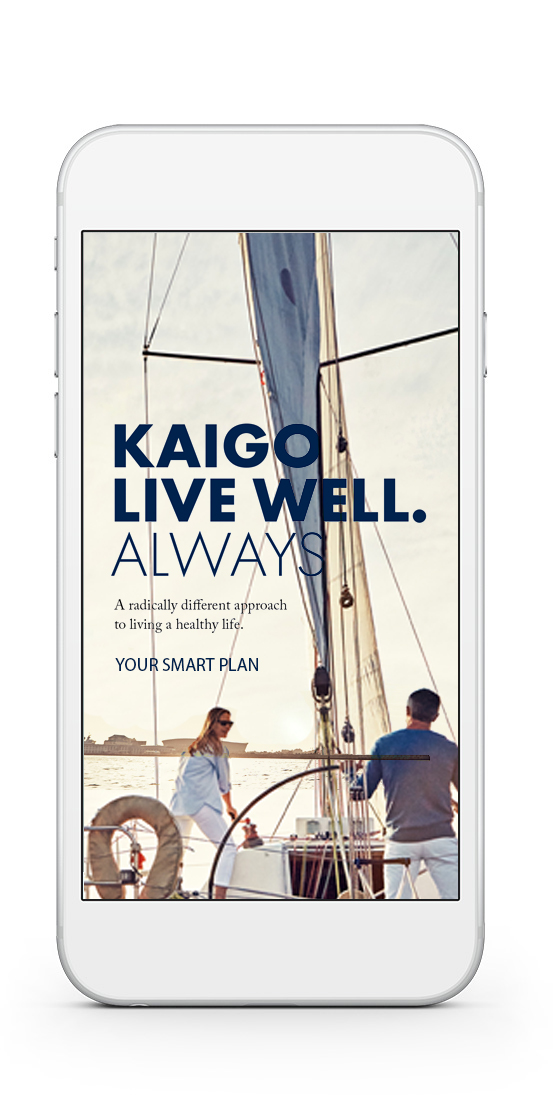 KAIGO
LIVE WELL.
ALWAYS
A radically different approach
to living a healthy life.
YOUR SMART PLAN